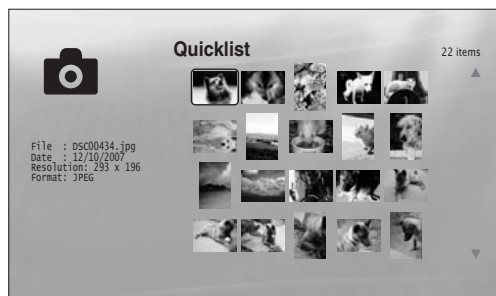 Quicklist
22 items
File : DSC00434.jpg
Date : 12/10/2007
Resolution: 293 x 196
Format: JPEG